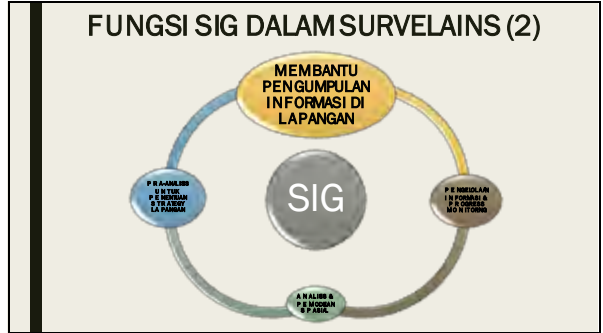 FUNGSI SIG DALAM SURVELAINS (2)
MEMBANTU
PENGUMPULAN
INFORMASI DI
LAPANGAN
SIG
PRA-ANALISIS
UNTUK
PENENTUAN
STRATEGY
LAPANGAN
PENGELOLAAN
INFORMASI &
PROGRESS
MONITORING
ANALISIS &
PEMODELAN
SPASIAL